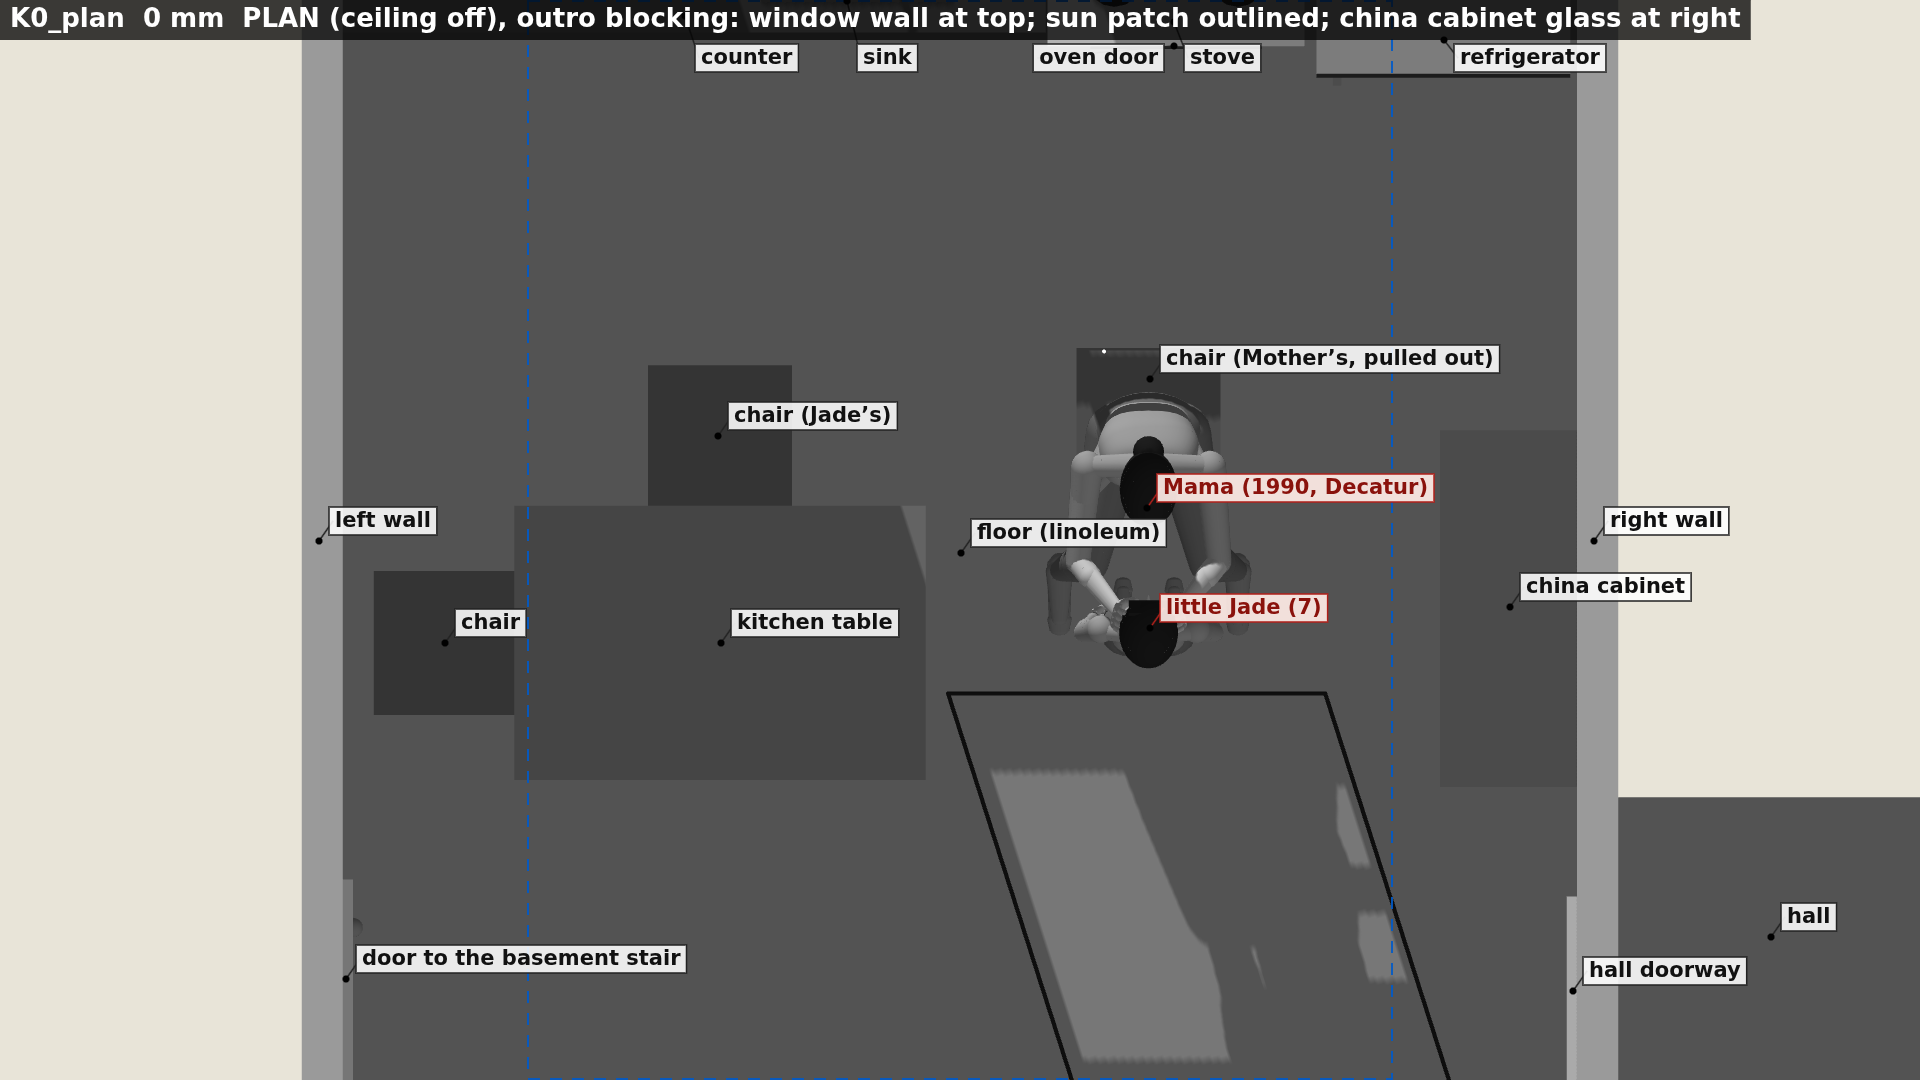 K0_plan  0 mm  PLAN (ceiling off), outro blocking: window wall at top; sun patch outlined; china cabinet glass at right
counter
sink
oven door
stove
refrigerator
chair (Mother’s, pulled out)
chair (Jade’s)
Mama (1990, Decatur)
left wall
floor (linoleum)
right wall
china cabinet
little Jade (7)
chair
kitchen table
hall
door to the basement stair
hall doorway